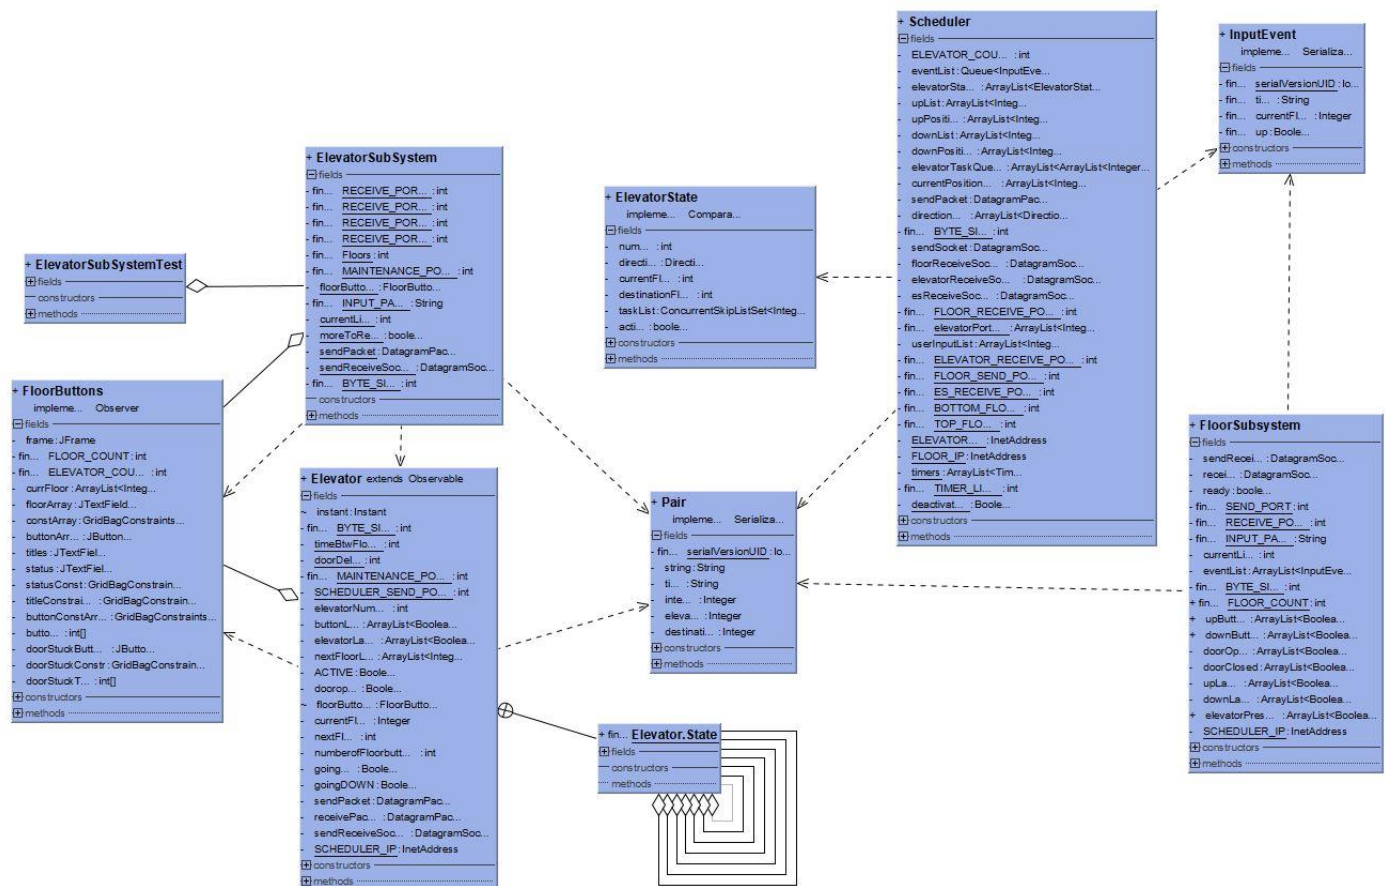 + Scheduler
fields
- ELEVATOR_COU... : int
- eventList : Queue<InputEve...
- elevatorSta... : ArrayList<ElevatorStat...
- upList : ArrayList<Integ...
- upPositi... : ArrayList<Integ...
- downList : ArrayList<Integ...
- downPositi... : ArrayList<Integ...
- elevatorTaskQue... : ArrayList<ArrayList<Integer...
- currentPosition... : ArrayList<Integ...
- sendPacket : DatagramPac...
- direction... : ArrayList<Directio...
- fin... BYTE_SI... : int
- sendSocket : DatagramSoc...
- floorReceiveSoc... : DatagramSoc...
- elevatorReceiveSo... : DatagramSoc...
- esReceiveSoc... : DatagramSoc...
- fin... FLOOR_RECEIVE_PO... : int
- fin... elevatorPort... : ArrayList<Integ...
- userInputList : ArrayList<Integ...
- fin... ELEVATOR_RECEIVE_PO... : int
- fin... FLOOR_SEND_PO... : int
- fin... ES_RECEIVE_PO... : int
- fin... BOTTOM_FLO... : int
- fin... TOP_FLO... : int
- ELEVATOR... : InetAddress
- FLOOR_IP : InetAddress
- timers : ArrayList<Tim...
- fin... TIMER_LI... : int
- deactivat... : Boole...
constructors
methods
+ InputEvent
impleme... Serializa...
fields
- fin... serialVersionUID : lo...
- fin... ti... : String
- fin... currentFl... : Integer
- fin... up : Boole...
constructors
methods
+ ElevatorSubSystem
fields
- fin... RECEIVE_POR... : int
- fin... RECEIVE_POR... : int
- fin... RECEIVE_POR... : int
- fin... RECEIVE_POR... : int
- fin... Floors : int
- fin... MAINTENANCE_PO... : int
- floorButto... : FloorButto...
- fin... INPUT_PA... : String
- currentLi... : int
- moreToRe... : boole...
- sendPacket : DatagramPac...
- sendReceiveSoc... : DatagramSoc...
- fin... BYTE_SI... : int
constructors
methods
+ ElevatorState
impleme... Compara...
fields
- num... : int
- directi... : Directi...
- currentFl... : int
- destinationFl... : int
- taskList : ConcurrentSkipListSet<Integ...
- acti... : boole...
constructors
methods
+ ElevatorSubSystemTest
fields
constructors
methods
+ FloorButtons
impleme... Observer
fields
- frame : JFrame
- fin... FLOOR_COUNT : int
- fin... ELEVATOR_COU... : int
- currFloor : ArrayList<Integ...
- floorArray : JTextField...
- constArray : GridBagConstraints...
- buttonArr... : JButton...
- titles : JTextFiel...
- status : JTextFiel...
- statusConst : GridBagConstrain...
- titleConstrai... : GridBagConstrain...
- buttonConstArr... : GridBagConstraints...
- butto... : int[]
- doorStuckButt... : JButto...
- doorStuckConstr : GridBagConstrain...
- doorStuckT... : int[]
constructors
methods
+ Elevator extends Observable
fields
~ instant : Instant
- fin... BYTE_SI... : int
- timeBtwFlo... : int
- doorDel... : int
- fin... MAINTENANCE_PO... : int
- SCHEDULER_SEND_PO... : int
- elevatorNum... : int
- buttonL... : ArrayList<Boolea...
- elevatorLa... : ArrayList<Boolea...
- nextFloorL... : ArrayList<Integ...
- ACTIVE : Boole...
- doorop... : Boole...
~ floorButto... : FloorButto...
- currentFl... : Integer
- nextFl... : int
- numberofFloorbutt... : int
- going... : Boole...
- goingDOWN : Boole...
- sendPacket : DatagramPac...
- receivePac... : DatagramPac...
- sendReceiveSoc... : DatagramSoc...
- SCHEDULER_IP : InetAddress
constructors
methods
+ Pair
impleme... Serializa...
fields
- fin... serialVersionUID : lo...
- string : String
- ti... : String
- inte... : Integer
- eleva... : Integer
- destinati... : Integer
constructors
methods
+ fin... Elevator.State
fields
constructors
methods
+ FloorSubsystem
fields
- sendRecei... : DatagramSoc...
- recei... : DatagramSoc...
- ready : boole...
- fin... SEND_PORT : int
- fin... RECEIVE_PO... : int
- fin... INPUT_PA... : String
- currentLi... : int
- eventList : ArrayList<InputEve...
- fin... BYTE_SI... : int
+ fin... FLOOR_COUNT : int
+ upButt... : ArrayList<Boolea...
+ downButt... : ArrayList<Boolea...
- doorOp... : ArrayList<Boolea...
- doorClosed : ArrayList<Boolea...
- upLa... : ArrayList<Boolea...
- downLa... : ArrayList<Boolea...
+ elevatorPres... : ArrayList<Boolea...
- SCHEDULER_IP : InetAddress
constructors
methods